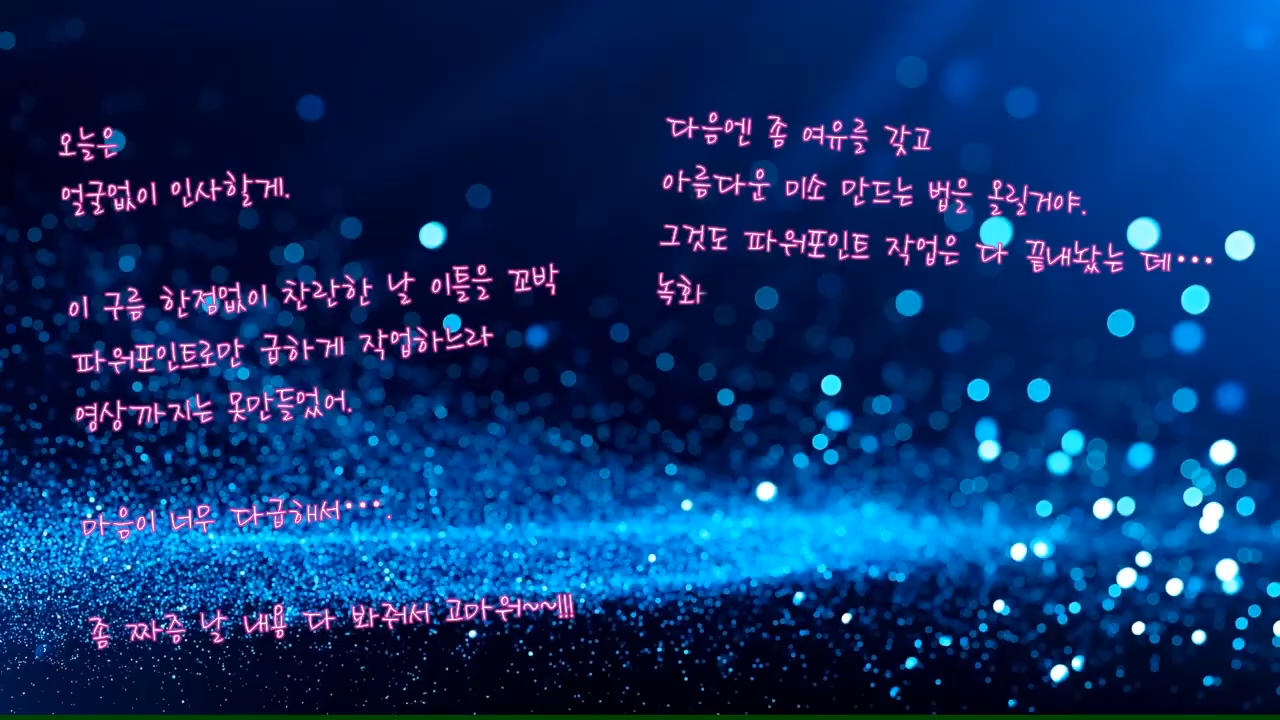 오늘은
얼굴없이 인사할게.
이 구름 한점없이 찬란한 날 이틀을 꼬박
파워포인트로만 급하게 작업하느라
영상까지는 못만들었어.
마음이 너무 다급해서···.
좀 짜증 날 내용 다 봐줘서 고마워~~!!!
다음엔 좀 여유를 갖고
아름다운 미소 만드는 법을 올릴거야.
그것도 파워포인트 작업은 다 끝내놨는 데···
녹화